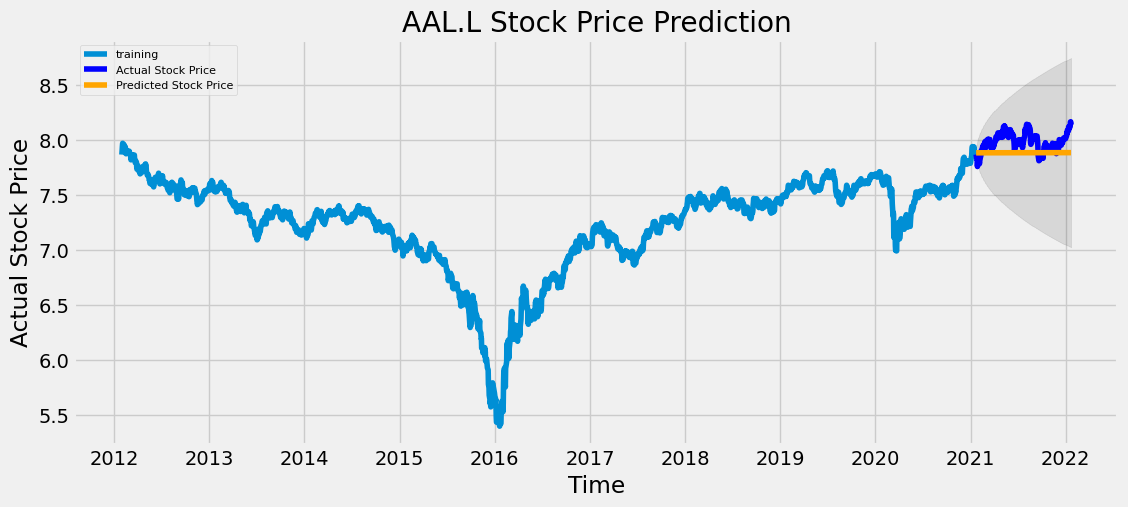 AAL.L Stock Price Prediction
training
Actual Stock Price
Predicted Stock Price
Actual Stock Price
8.5
8.0
7.5
7.0
6.5
6.0
5.5
2012 2013 2014 2015 2016 2017 2018 2019 2020 2021 2022
Time